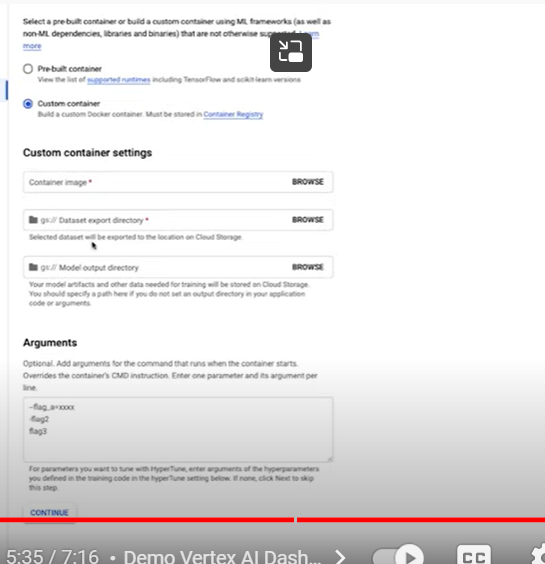 Select a pre-built container or build a custom container using ML frameworks (as well as
non-ML dependencies, libraries and binaries) that are not otherwise
more
Pre-built container
View the list of supported runtimes including TensorFlow and scikit-learn versions
Custom container
Build a custom Docker container. Must be stored in Container Registry
Custom container settings
Container image * BROWSE
gs:// Dataset export directory * BROWSE
Selected dataset will be exported to the location on Cloud Storage.
gs:// Model output directory BROWSE
Your model artifacts and other data needed for training will be stored on Cloud Storage.
You should specify a path here if you do not set an output directory in your application
code or arguments.
Arguments
Optional. Add arguments for the command that runs when the container starts.
Overrides the container's CMD instruction. Enter one parameter and its argument per
line.
--flag_a=xxxx
-flag2
flag3
For parameters you want to tune with HyperTune, enter arguments of the hyperparameters
you defined in the training code in the hyperTune setting below. If none, click Next to skip
this step.
CONTINUE
5:35 / 7:16 • Demo Vertex AI Dash...
CC